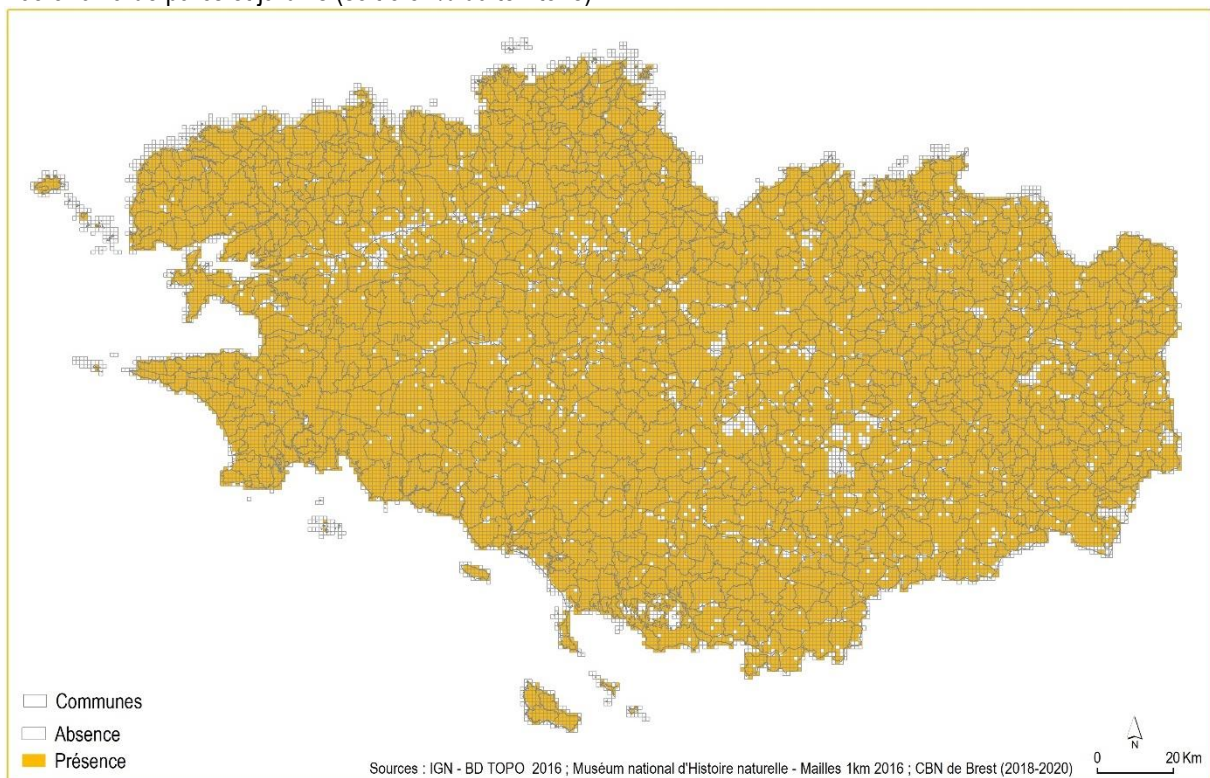 Communes
Absence
Présence
Sources : IGN - BD TOPO 2016 ; Muséum national d'Histoire naturelle - Mailles 1km 2016 ; CBN de Brest (2018-2020)
N
0 20 Km